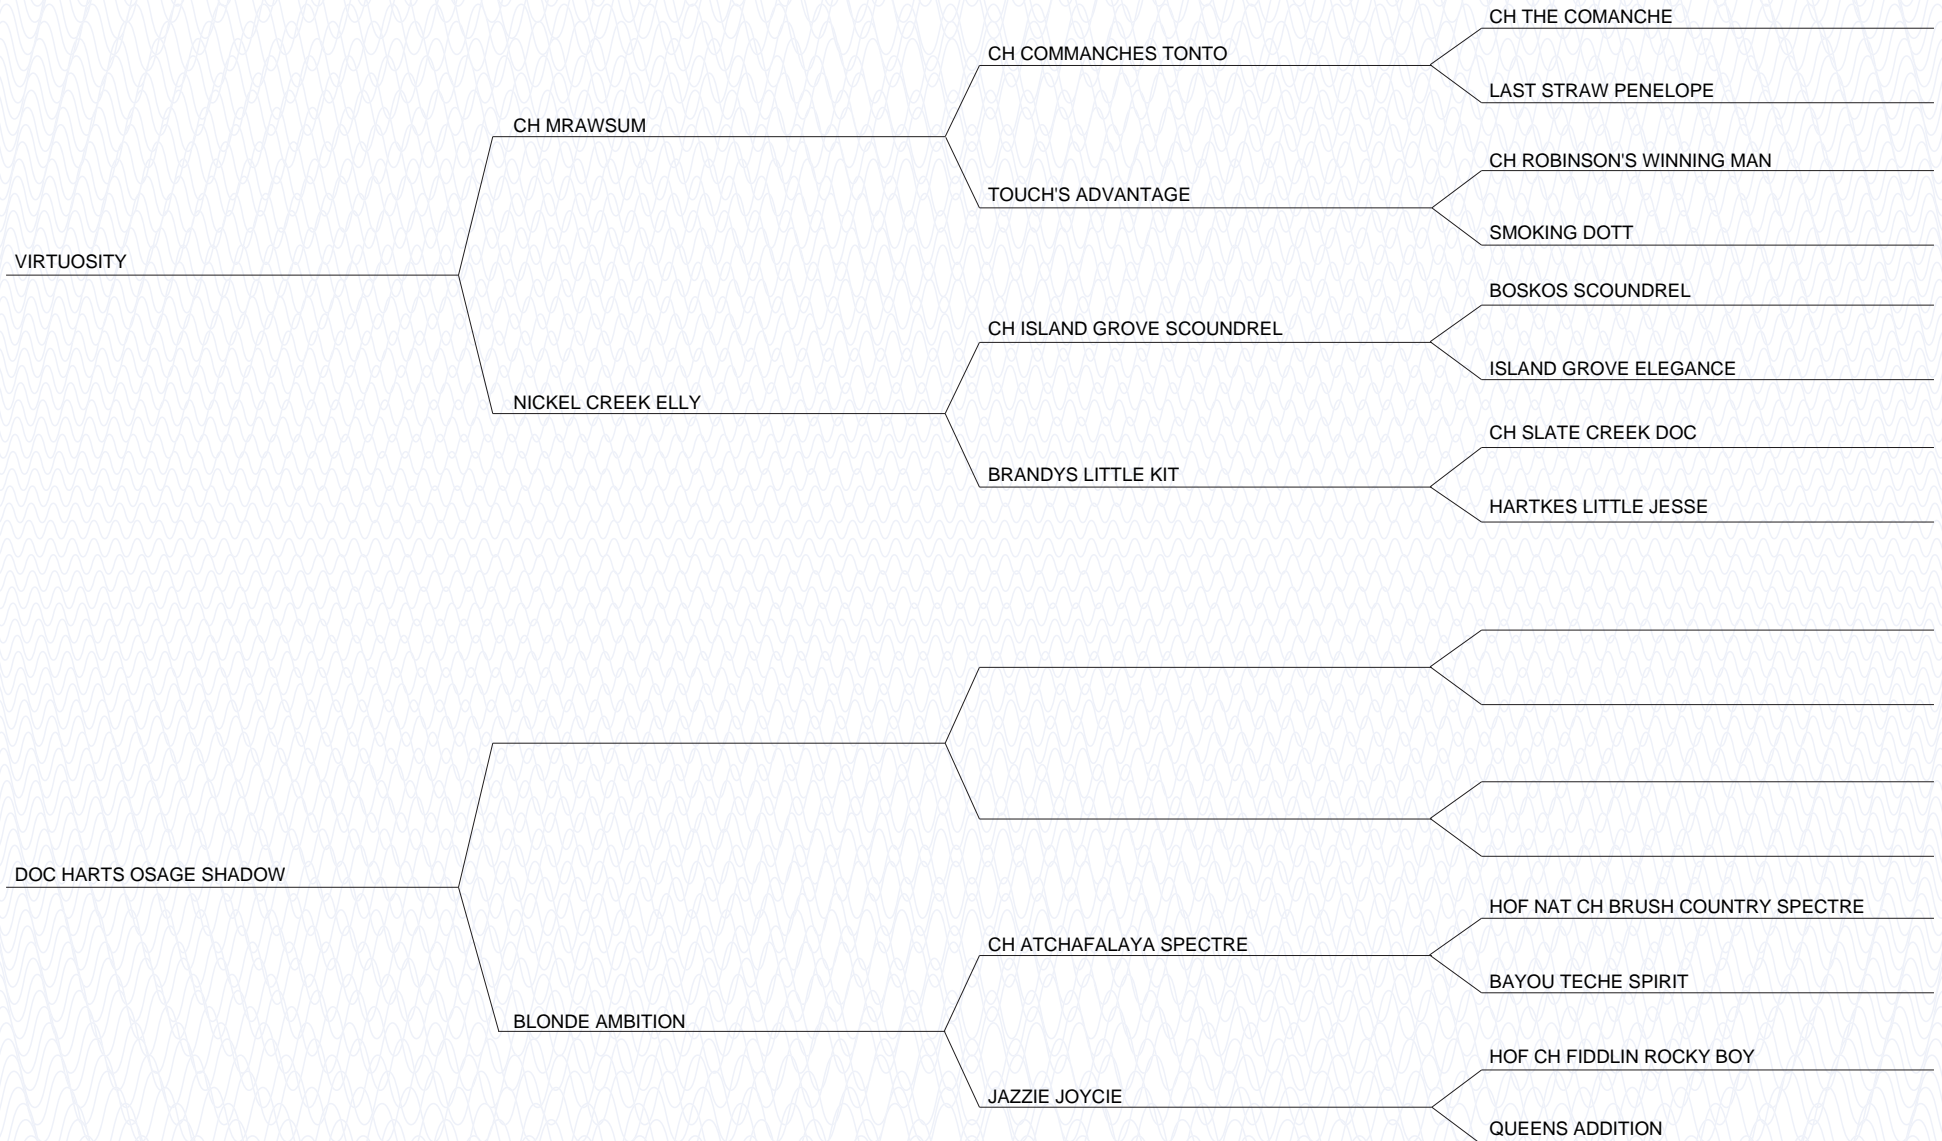 CH THE COMANCHE
CH COMMANCHES TONTO
LAST STRAW PENELOPE
CH MRAWSUM
CH ROBINSON'S WINNING MAN
TOUCH'S ADVANTAGE
SMOKING DOTT
VIRTUOSITY
BOSKOS SCOUNDREL
CH ISLAND GROVE SCOUNDREL
ISLAND GROVE ELEGANCE
NICKEL CREEK ELLY
CH SLATE CREEK DOC
BRANDYS LITTLE KIT
HARTKES LITTLE JESSE
DOC HARTS OSAGE SHADOW
HOF NAT CH BRUSH COUNTRY SPECTRE
CH ATCHAFALAYA SPECTRE
BAYOU TECHE SPIRIT
BLONDE AMBITION
HOF CH FIDDLIN ROCKY BOY
JAZZIE JOYCIE
QUEENS ADDITION